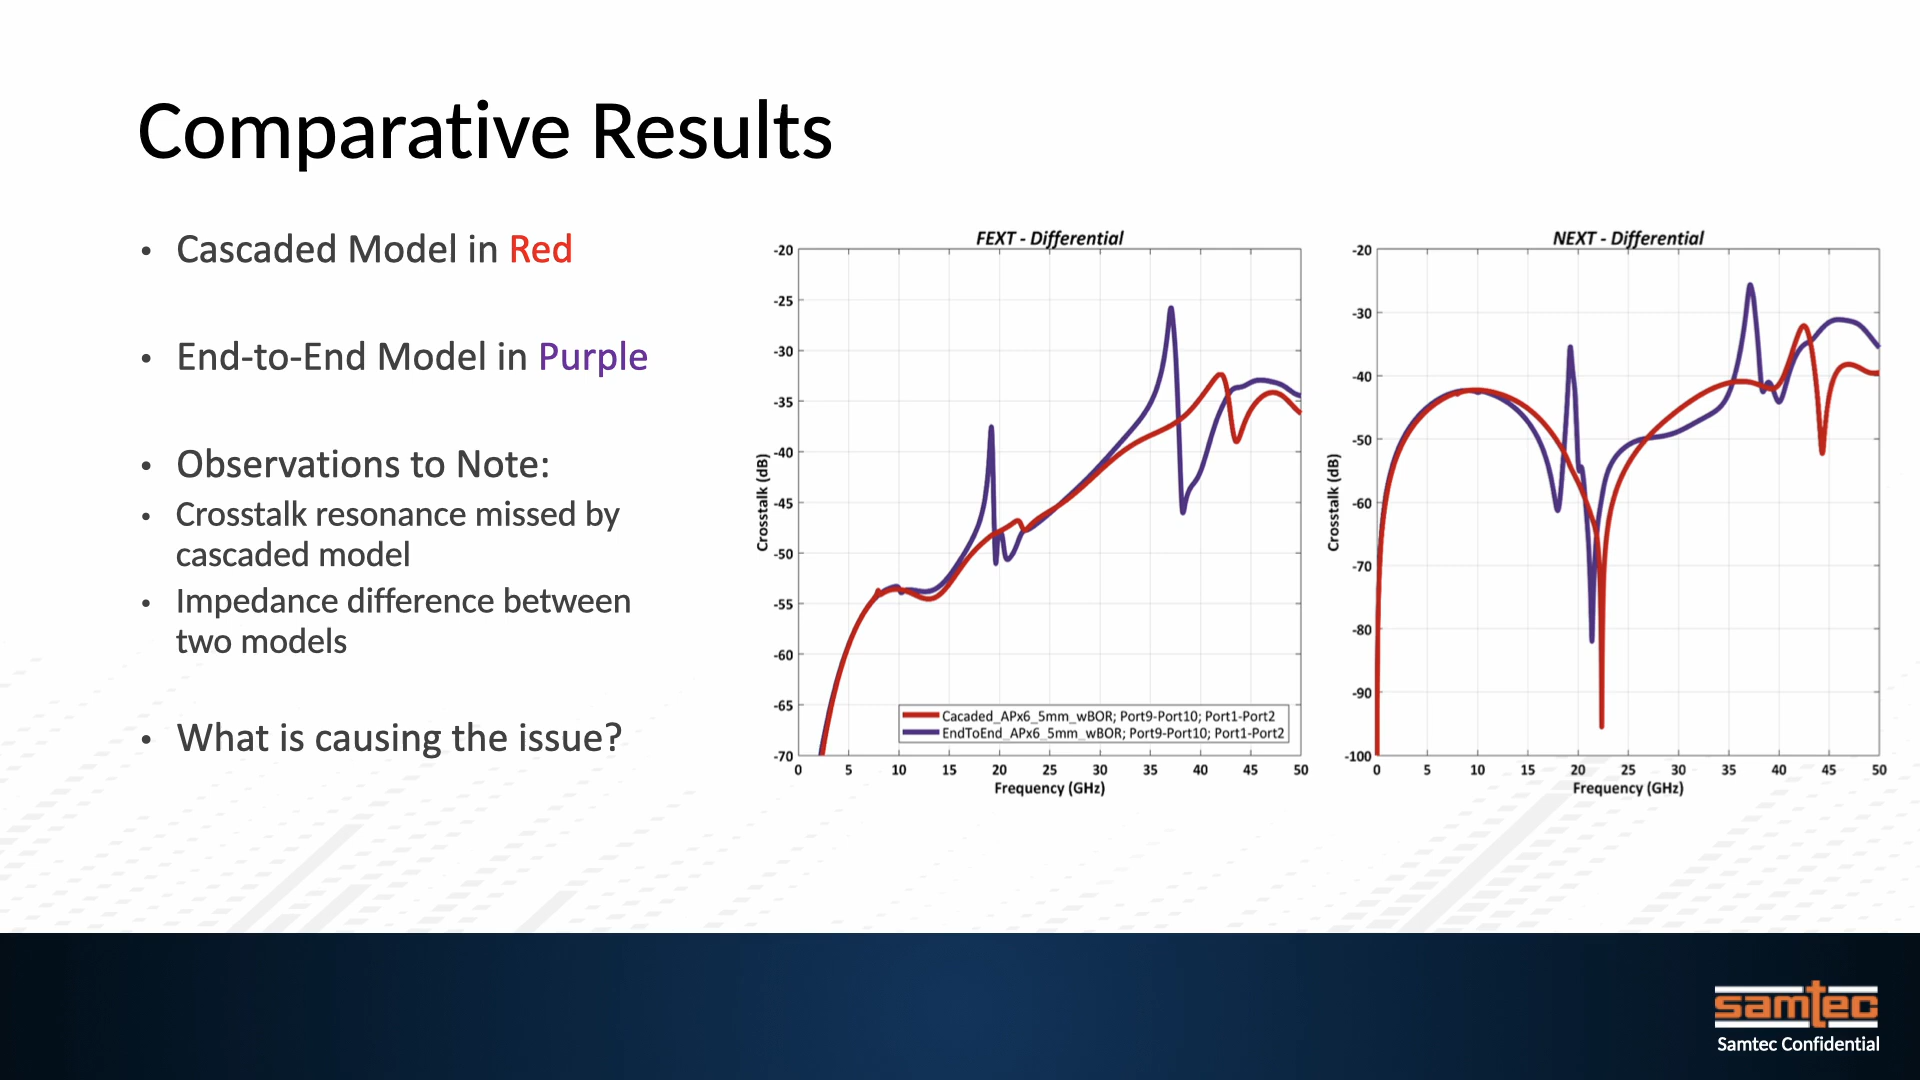 Comparative Results
• Cascaded Model in Red
• End-to-End Model in Purple
• Observations to Note:
• Crosstalk resonance missed by
cascaded model
• Impedance difference between
two models
• What is causing the issue?
FEXT - Differential
-20
-25
-30
-35
-40
-45
-50
-55
-60
-65
-70
Crosstalk (dB)
Cacaded_APx6_5mm_wBOR; Port9-Port10; Port1-Port2
EndToEnd_APx6_5mm_wBOR; Port9-Port10; Port1-Port2
0 5 10 15 20 25 30 35 40 45 50
Frequency (GHz)
NEXT - Differential
-20
-30
-40
-50
-60
-70
-80
-90
-100
Crosstalk (dB)
0 5 10 15 20 25 30 35 40 45 50
Frequency (GHz)
samtec
Samtec Confidential